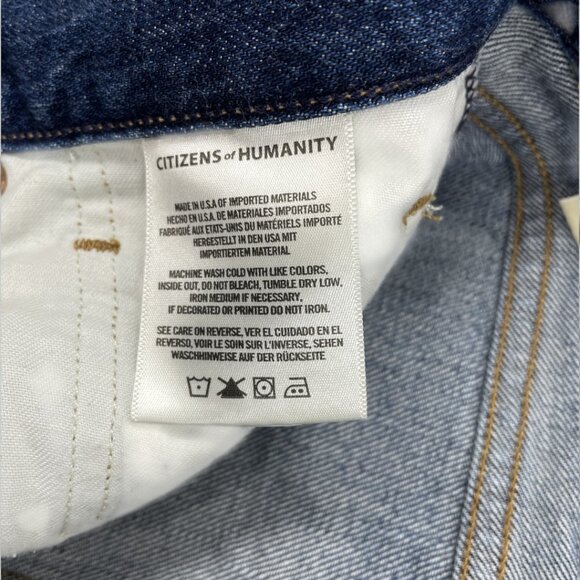 CITIZENS of HUMANITY
MADE IN U.S.A OF IMPORTED MATERIALS
HECHO EN U.S.A. DE MATERIALES IMPORTADOS
FABRIQUÉ AUX ETATS-UNIS DU MATÉRIELS IMPORTÉ
HERGESTELLT IN DEN USA MIT
IMPORTIERTEM MATERIAL
MACHINE WASH COLD WITH LIKE COLORS,
INSIDE OUT, DO NOT BLEACH, TUMBLE DRY LOW.
IRON MEDIUM IF NECESSARY,
IF DECORATED OR PRINTED DO NOT IRON.
SEE CARE ON REVERSE, VER EL CUIDADO EN EL
REVERSO, VOIR LE SOIN SUR L'INVERSE, SEHEN
WASCHHINWEISE AUF DER RÜCKSEITE